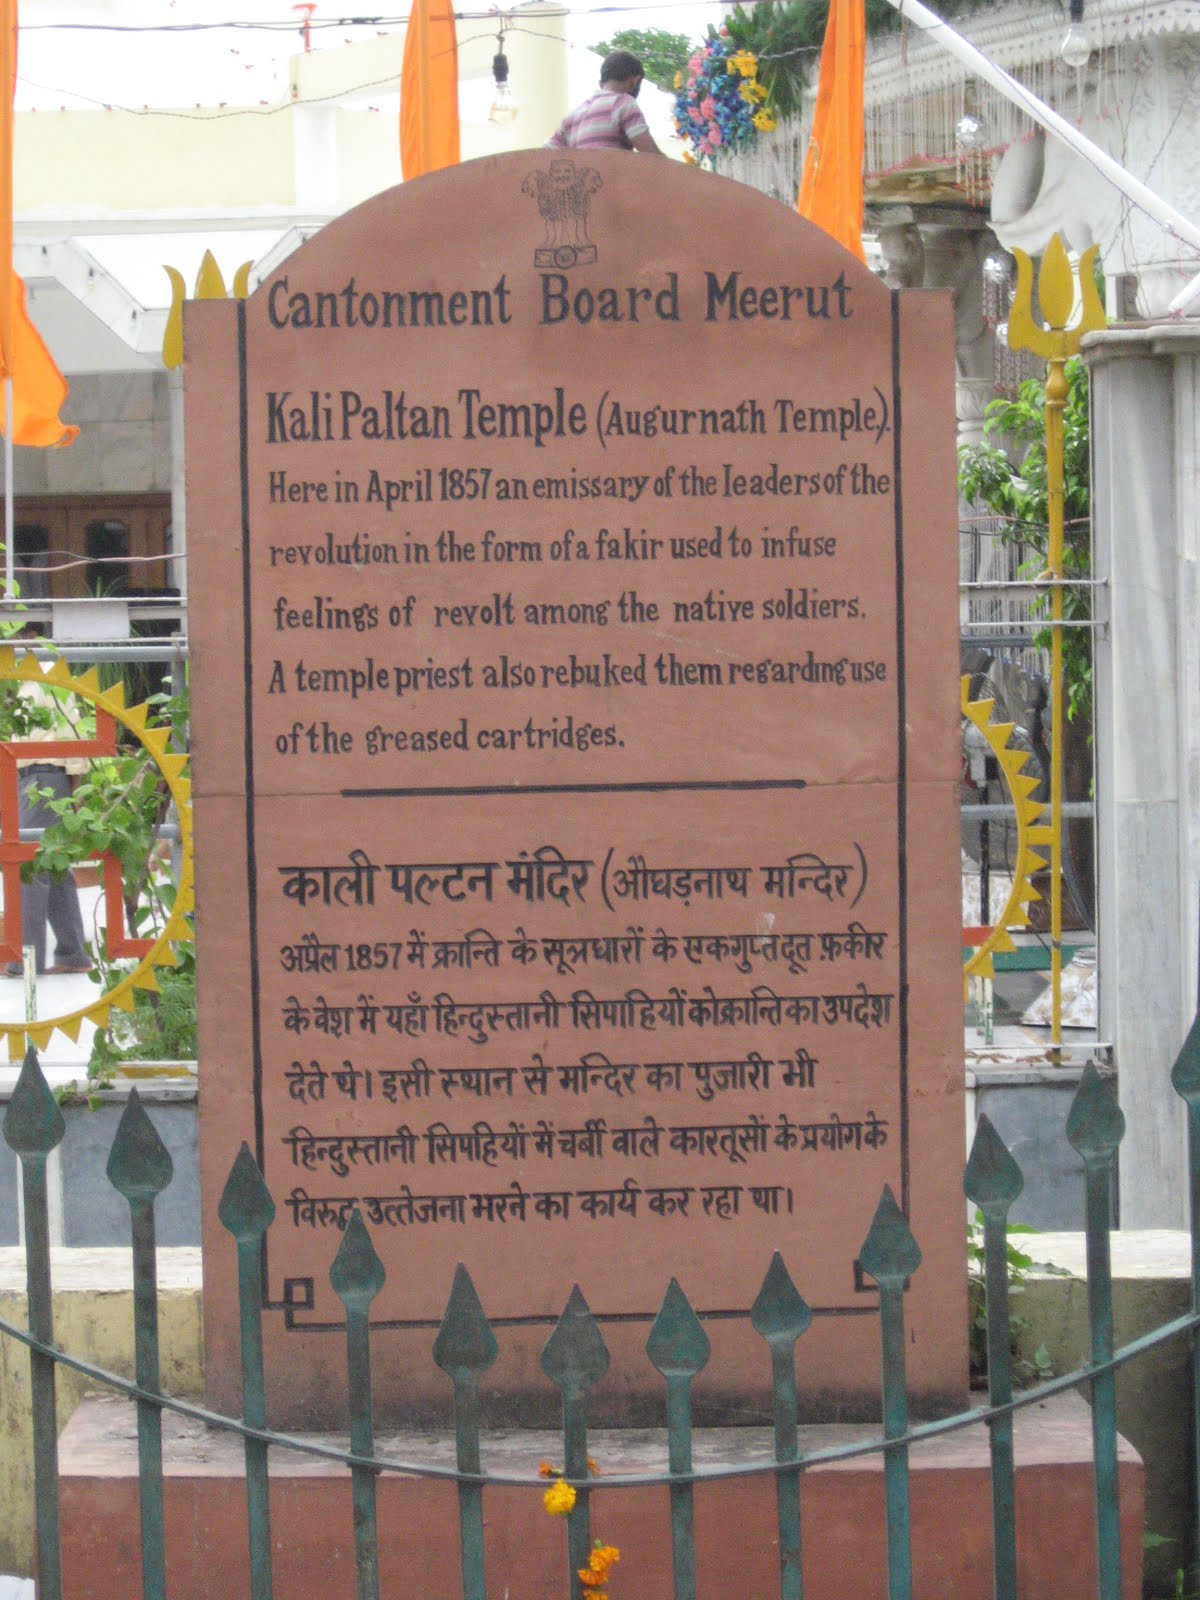 Cantonment Board Meerut
Kali Paltan Temple (Augurnath Temple.).
Here in April 1857 an emissary of the leaders of the
revolution in the form of a fakir used to infuse
feelings of revolt among the native soldiers.
A temple priest also rebuked them regarding use
of the greased cartridges.
काली पल्टन मंदिर (औघड़नाथ मन्दिर)
अप्रैल 1857 में क्रान्ति के सूत्रधारों के एक गुप्तदूत फ़कीर
के वेश में यहाँ हिन्दुस्तानी सिपाहियों को क्रान्ति का उपदेश
देते थे। इसी स्थान से मन्दिर का पुजारी भी
हिन्दुस्तानी सिपहियों में चर्बी वाले कारतूसों के प्रयोग के
विरुद्ध उत्तेजना भरने का कार्य कर रहा था।